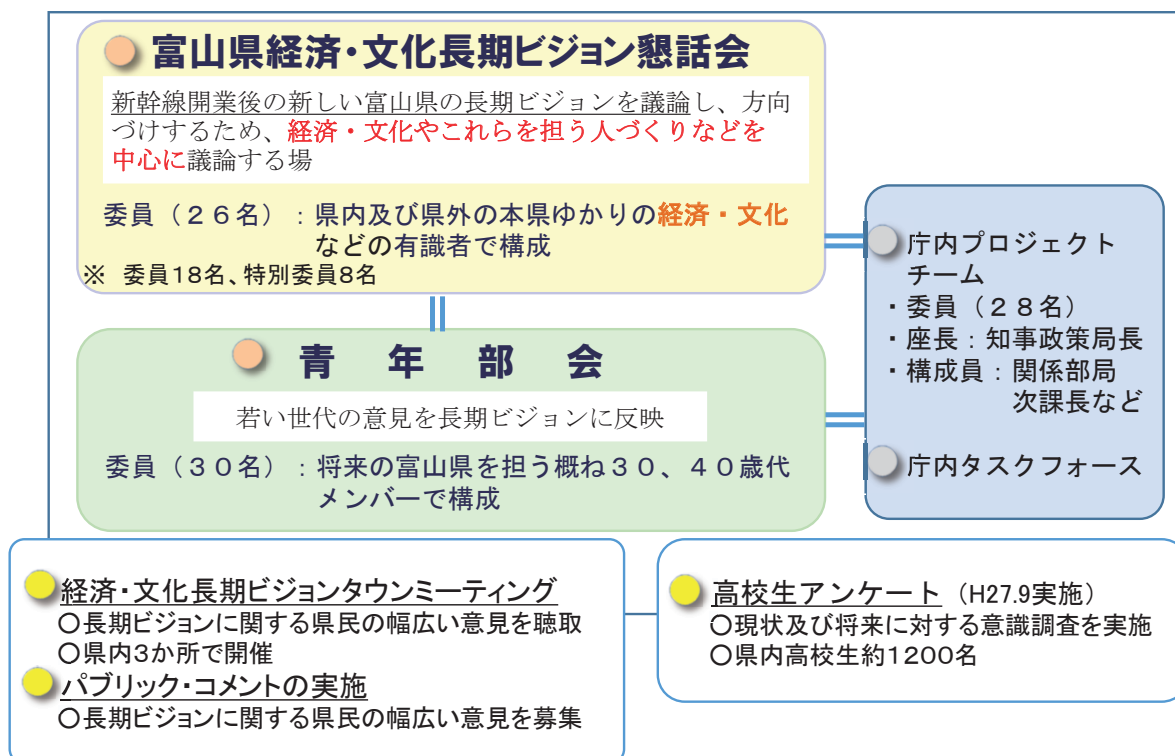 富山県経済・文化長期ビジョン懇話会
新幹線開業後の新しい富山県の長期ビジョンを議論し、方向
づけするため、経済・文化やこれらを担う人づくりなどを
中心に議論する場
委員（２６名）：県内及び県外の本県ゆかりの経済・文化
などの有識者で構成
※ 委員18名、特別委員8名
青年部会
若い世代の意見を長期ビジョンに反映
委員（３０名）：将来の富山県を担う概ね３０、４０歳代
メンバーで構成
庁内プロジェクト
チーム
・委員（２８名）
・座長：知事政策局長
・構成員：関係部局
次課長など
庁内タスクフォース
経済・文化長期ビジョンタウンミーティング
〇長期ビジョンに関する県民の幅広い意見を聴取
〇県内3か所で開催
パブリック・コメントの実施
〇長期ビジョンに関する県民の幅広い意見を募集
高校生アンケート（H27.9実施）
〇現状及び将来に対する意識調査を実施
〇県内高校生約1200名